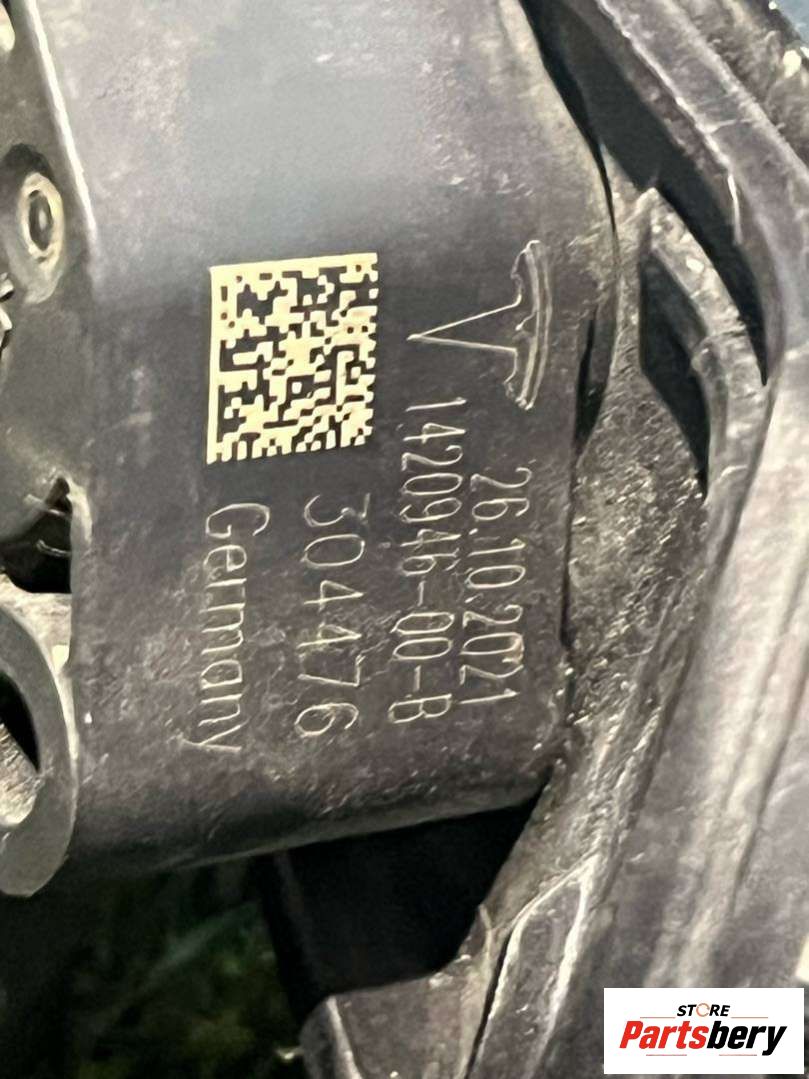 26.10.2021
1420946-00-B
304476
Germany
STORE
Partsbery